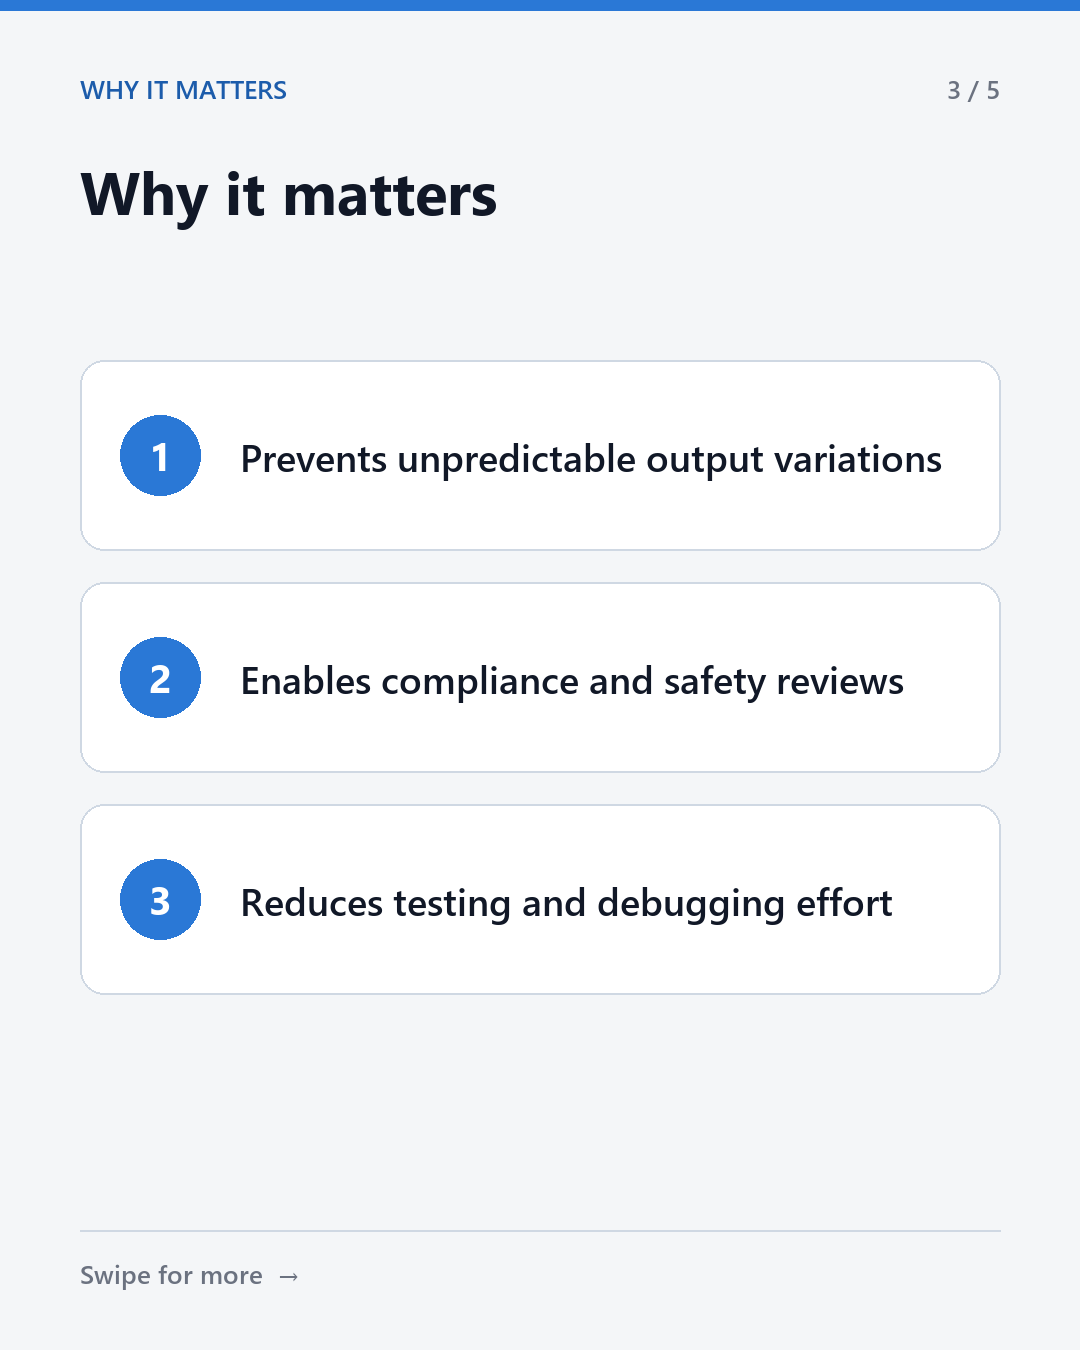 WHY IT MATTERS
3 / 5
Why it matters
1
Prevents unpredictable output variations
2
Enables compliance and safety reviews
3
Reduces testing and debugging effort
Swipe for more →